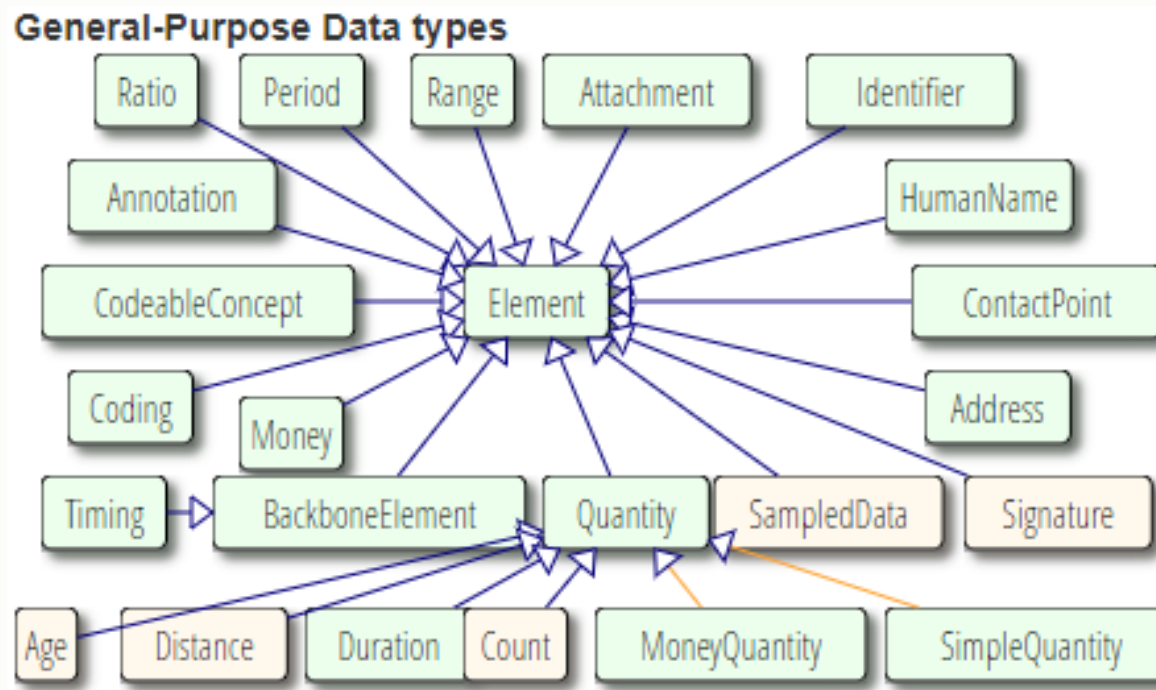 General-Purpose Data types
Ratio
Period
Range
Attachment
Identifier
Annotation
HumanName
CodeableConcept
Element
ContactPoint
Coding
Money
Address
Timing
BackboneElement
Quantity
SampledData
Signature
Age
Distance
Duration
Count
MoneyQuantity
SimpleQuantity